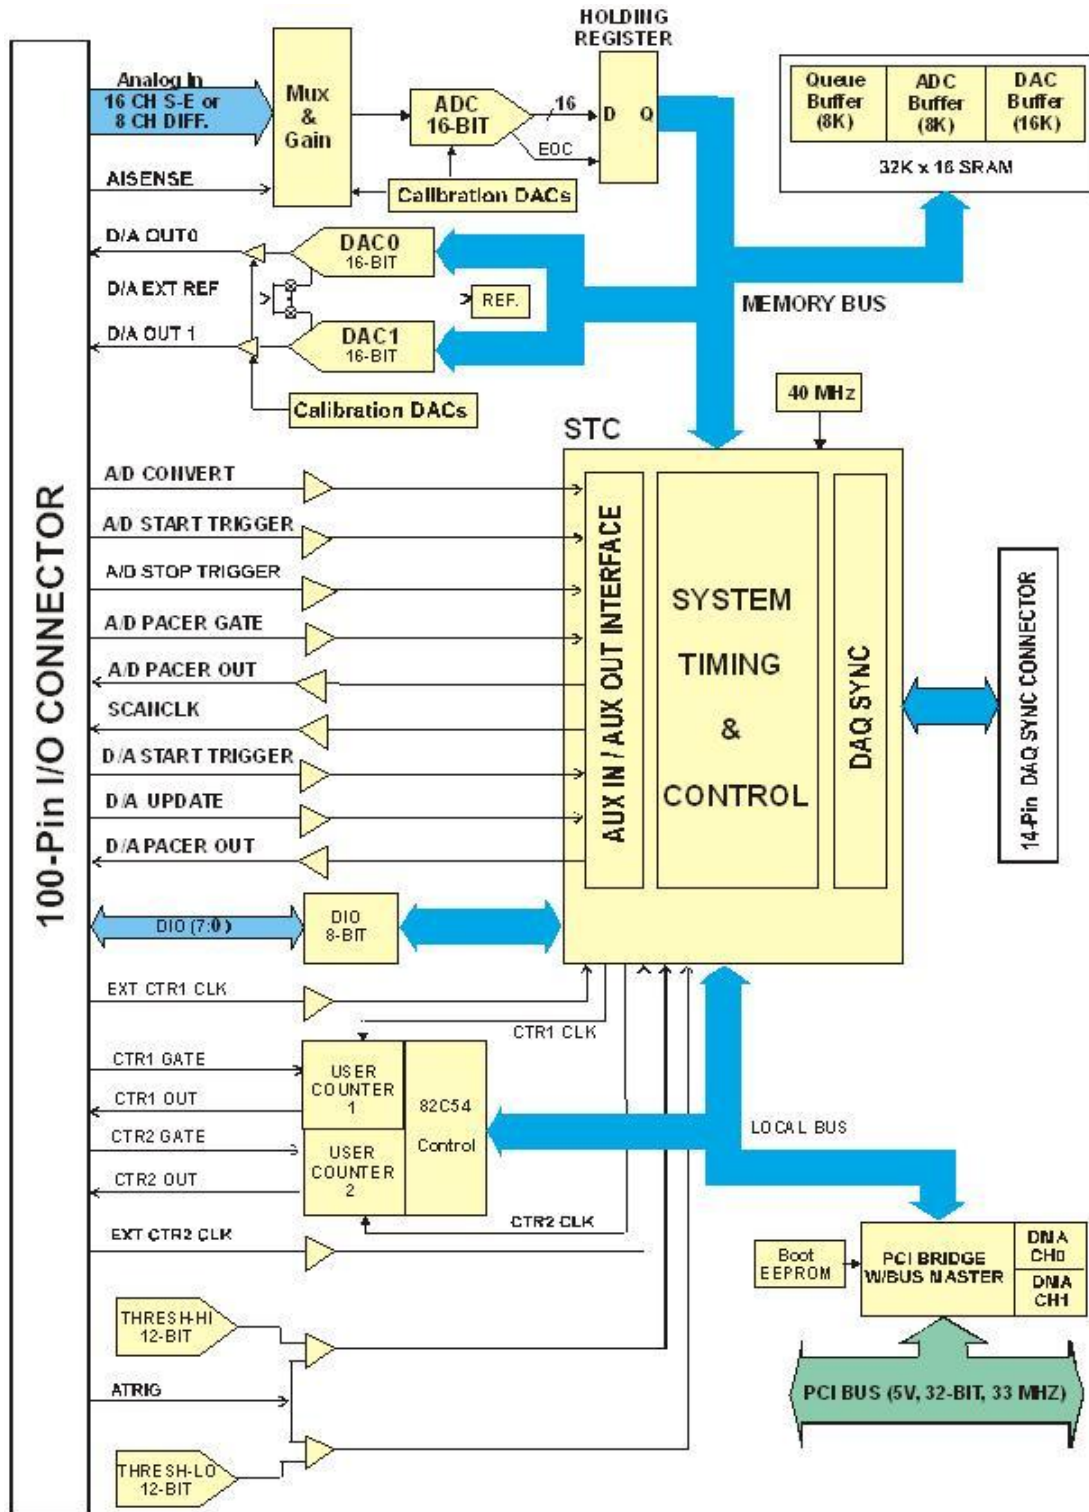 HOLDING
REGISTER
Analog In
16 CH S-E or
8 CH DIFF.
Mux
&
Gain
ADC
16-BIT
16
EOC
D Q
Queue
Buffer
(8K)
ADC
Buffer
(8K)
DAC
Buffer
(16K)
32K x 16 SRAM
AISENSE
Calibration DACs
D/A OUT0
DAC0
16-BIT
D/A EXT REF
REF.
MEMORY BUS
D/A OUT 1
DAC1
16-BIT
Calibration DACs
40 MHz
STC
100-Pin I/O CONNECTOR
A/D CONVERT
A/D START TRIGGER
A/D STOP TRIGGER
A/D PACER GATE
A/D PACER OUT
SCANCLK
D/A START TRIGGER
D/A UPDATE
D/A PACER OUT
AUX IN / AUX OUT INTERFACE
SYSTEM
TIMING
&
CONTROL
DAQ SYNC
14-Pin DAQ SYNC CONNECTOR
DIO (7:0)
DIO
8-BIT
EXT CTR1 CLK
CTR1 CLK
CTR1 GATE
CTR1 OUT
CTR2 GATE
CTR2 OUT
USER
COUNTER
1
USER
COUNTER
2
82C54
Control
LOCAL BUS
CTR2 CLK
EXT CTR2 CLK
Boot
EEPROM
PCI BRIDGE
W/BUS MASTER
DMA
CH0
DMA
CH1
THRESH-HI
12-BIT
ATRIG
THRESH-LO
12-BIT
PCI BUS (5V, 32-BIT, 33 MHZ)